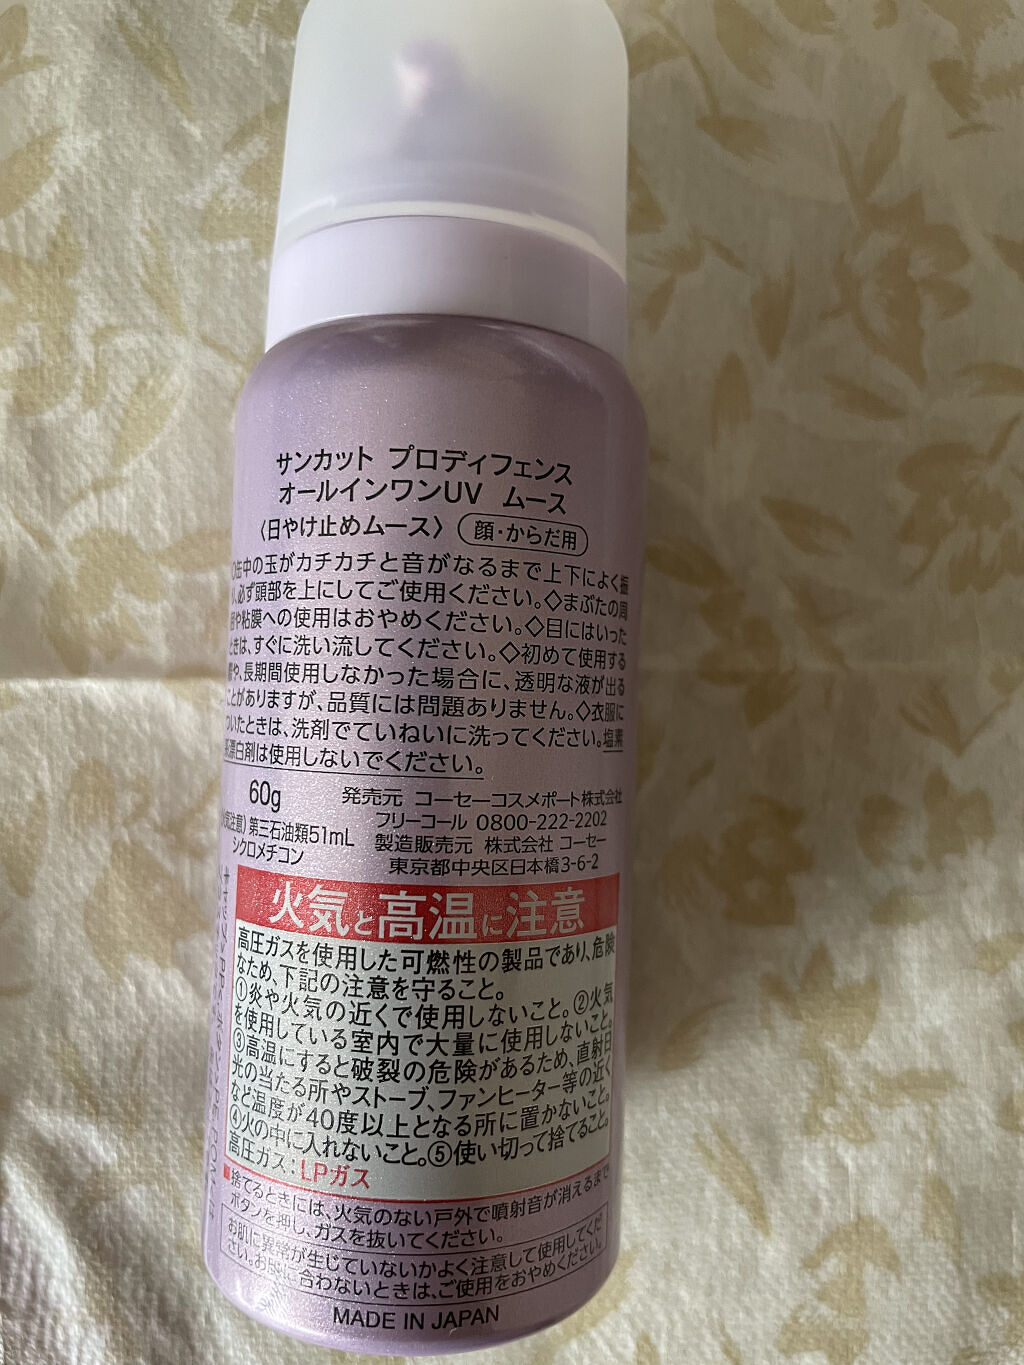 サンカット プロディフェンス
オールインワンUV ムース
〈日やけ止めムース〉 顔・からだ用
◇缶中の玉がカチカチと音がなるまで上下によく振
り、必ず頭部を上にしてご使用ください。◇まぶたの周
部や粘膜への使用はおやめください。◇目にはいった
ときは、すぐに洗い流してください。◇初めて使用する
際や、長期間使用しなかった場合に、透明な液が出る
ことがありますが、品質には問題ありません。◇衣服に
ついたときは、洗剤でていねいに洗ってください。塩素
系漂白剤は使用しないでください。
60g
発売元 コーセーコスメポート株式会社
フリーコール 0800-222-2202
製造販売元 株式会社 コーセー
東京都中央区日本橋3-6-2
(火気注意) 第三石油類51mL
シクロメチコン
火気と高温に注意
高圧ガスを使用した可燃性の製品であり、危険
なため、下記の注意を守ること。
①炎や火気の近くで使用しないこと。②火気
を使用している室内で大量に使用しないこと。
③高温にすると破裂の危険があるため、直射日
光の当たる所やストーブ、ファンヒーター等の近く
など温度が40度以上となる所に置かないこと。
④火の中に入れないこと。⑤使い切って捨てること。
高圧ガス：LPガス
■捨てるときには、火気のない戸外で噴射音が消えるまで
ボタンを押し、ガスを抜いてください。
お肌に異常が生じていないかよく注意して使用してくだ
さい。お肌に合わないときは、ご使用をおやめください。
MADE IN JAPAN